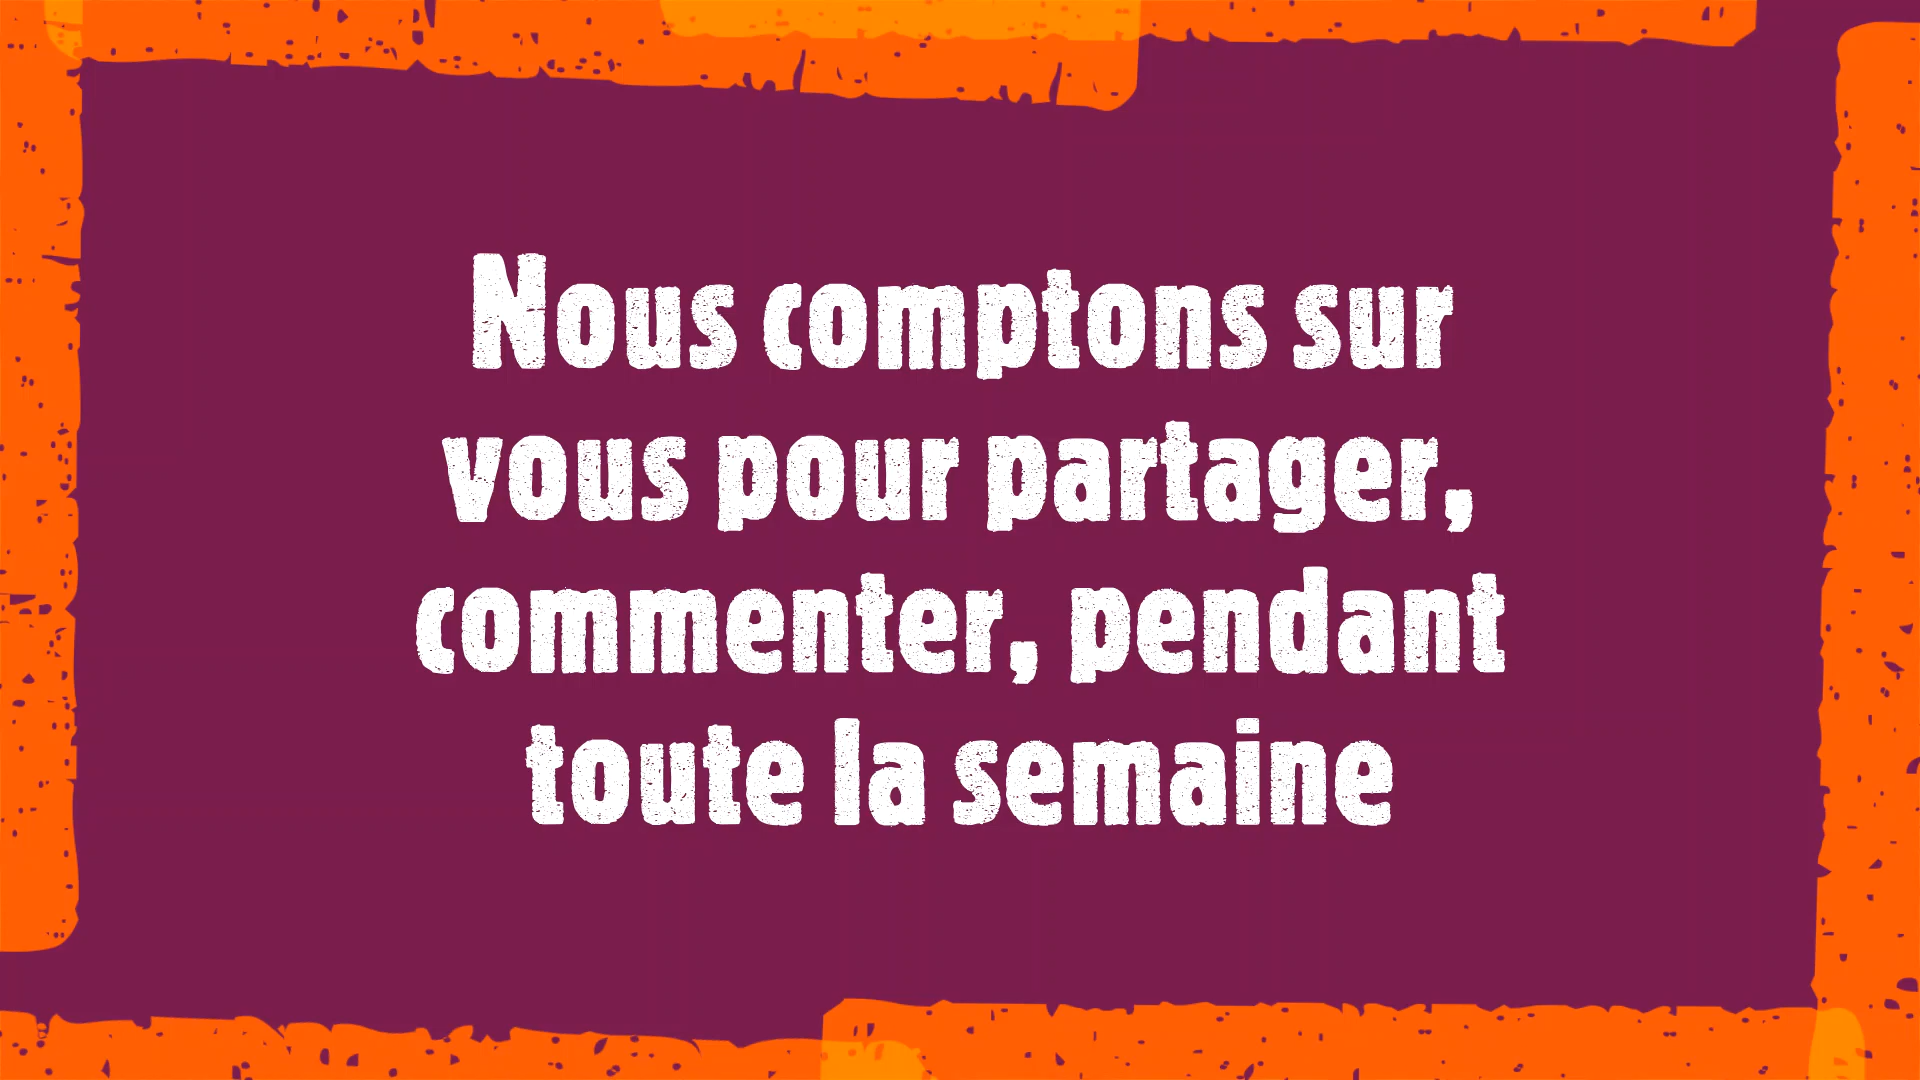 Nous comptons sur
vous pour partager,
commenter, pendant
toute la semaine